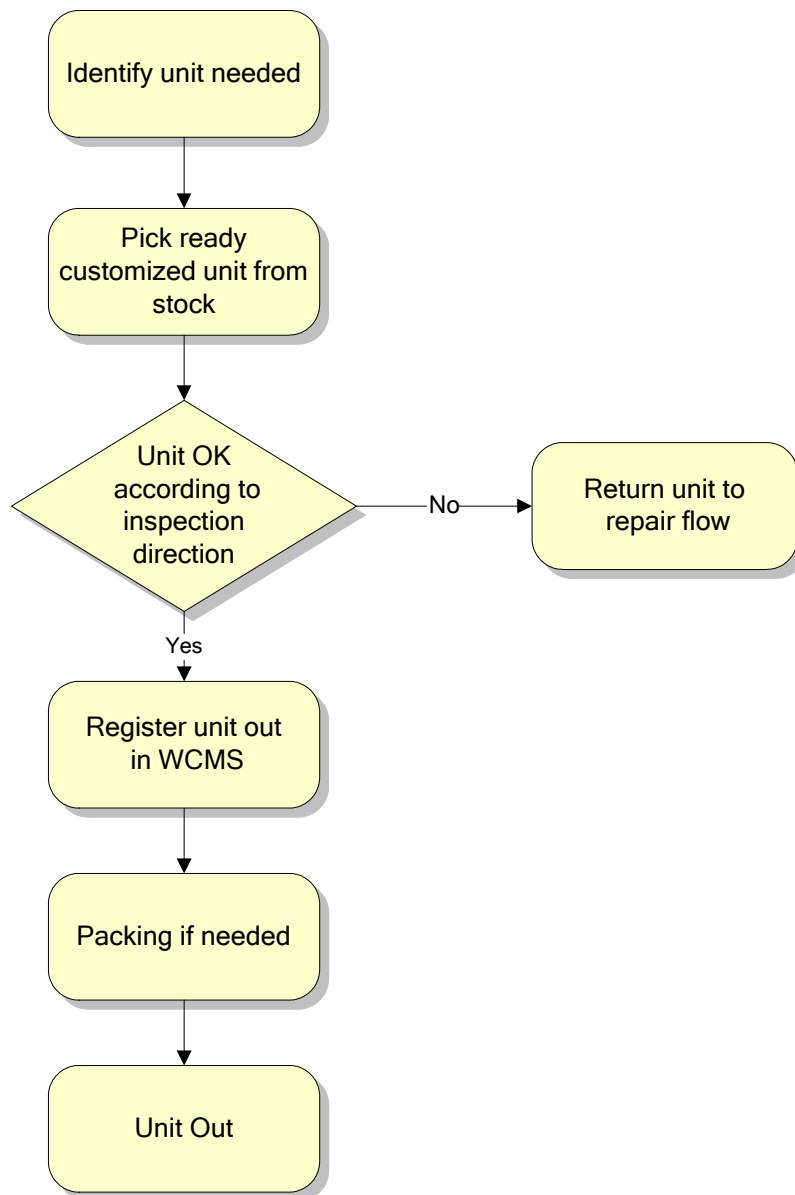 Identify unit needed
Pick ready
customized unit from
stock
Unit OK
according to
inspection
direction
No
Return unit to
repair flow
Yes
Register unit out
in WCMS
Packing if needed
Unit Out